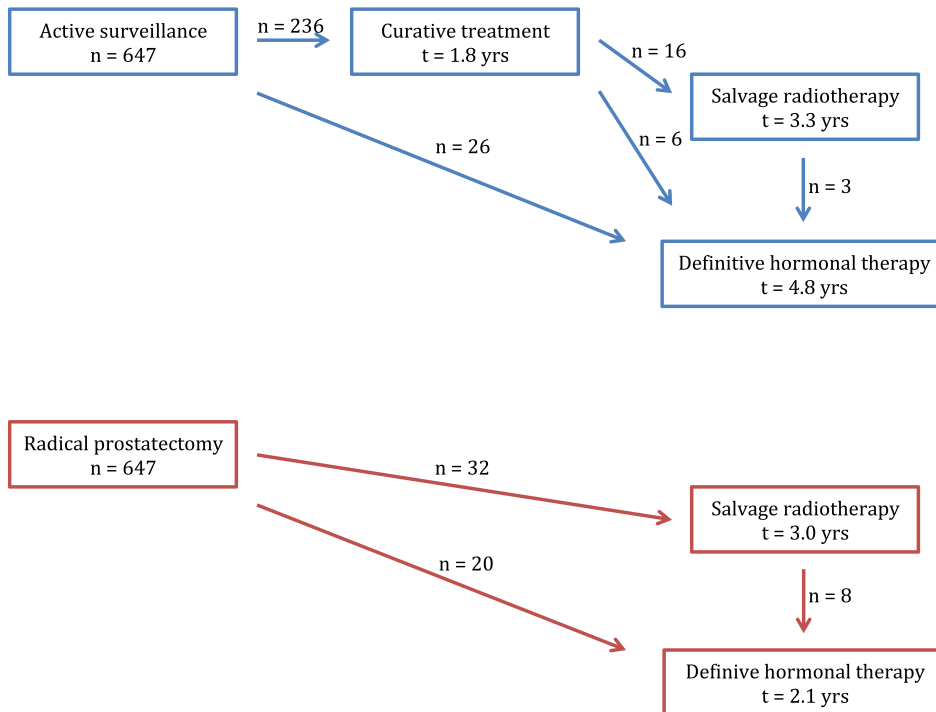 Active surveillance
n = 647
n = 236
Curative treatment
t = 1.8 yrs
n = 16
Salvage radiotherapy
t = 3.3 yrs
n = 26
n = 6
n = 3
Definitive hormonal therapy
t = 4.8 yrs
Radical prostatectomy
n = 647
n = 32
Salvage radiotherapy
t = 3.0 yrs
n = 20
n = 8
Definive hormonal therapy
t = 2.1 yrs